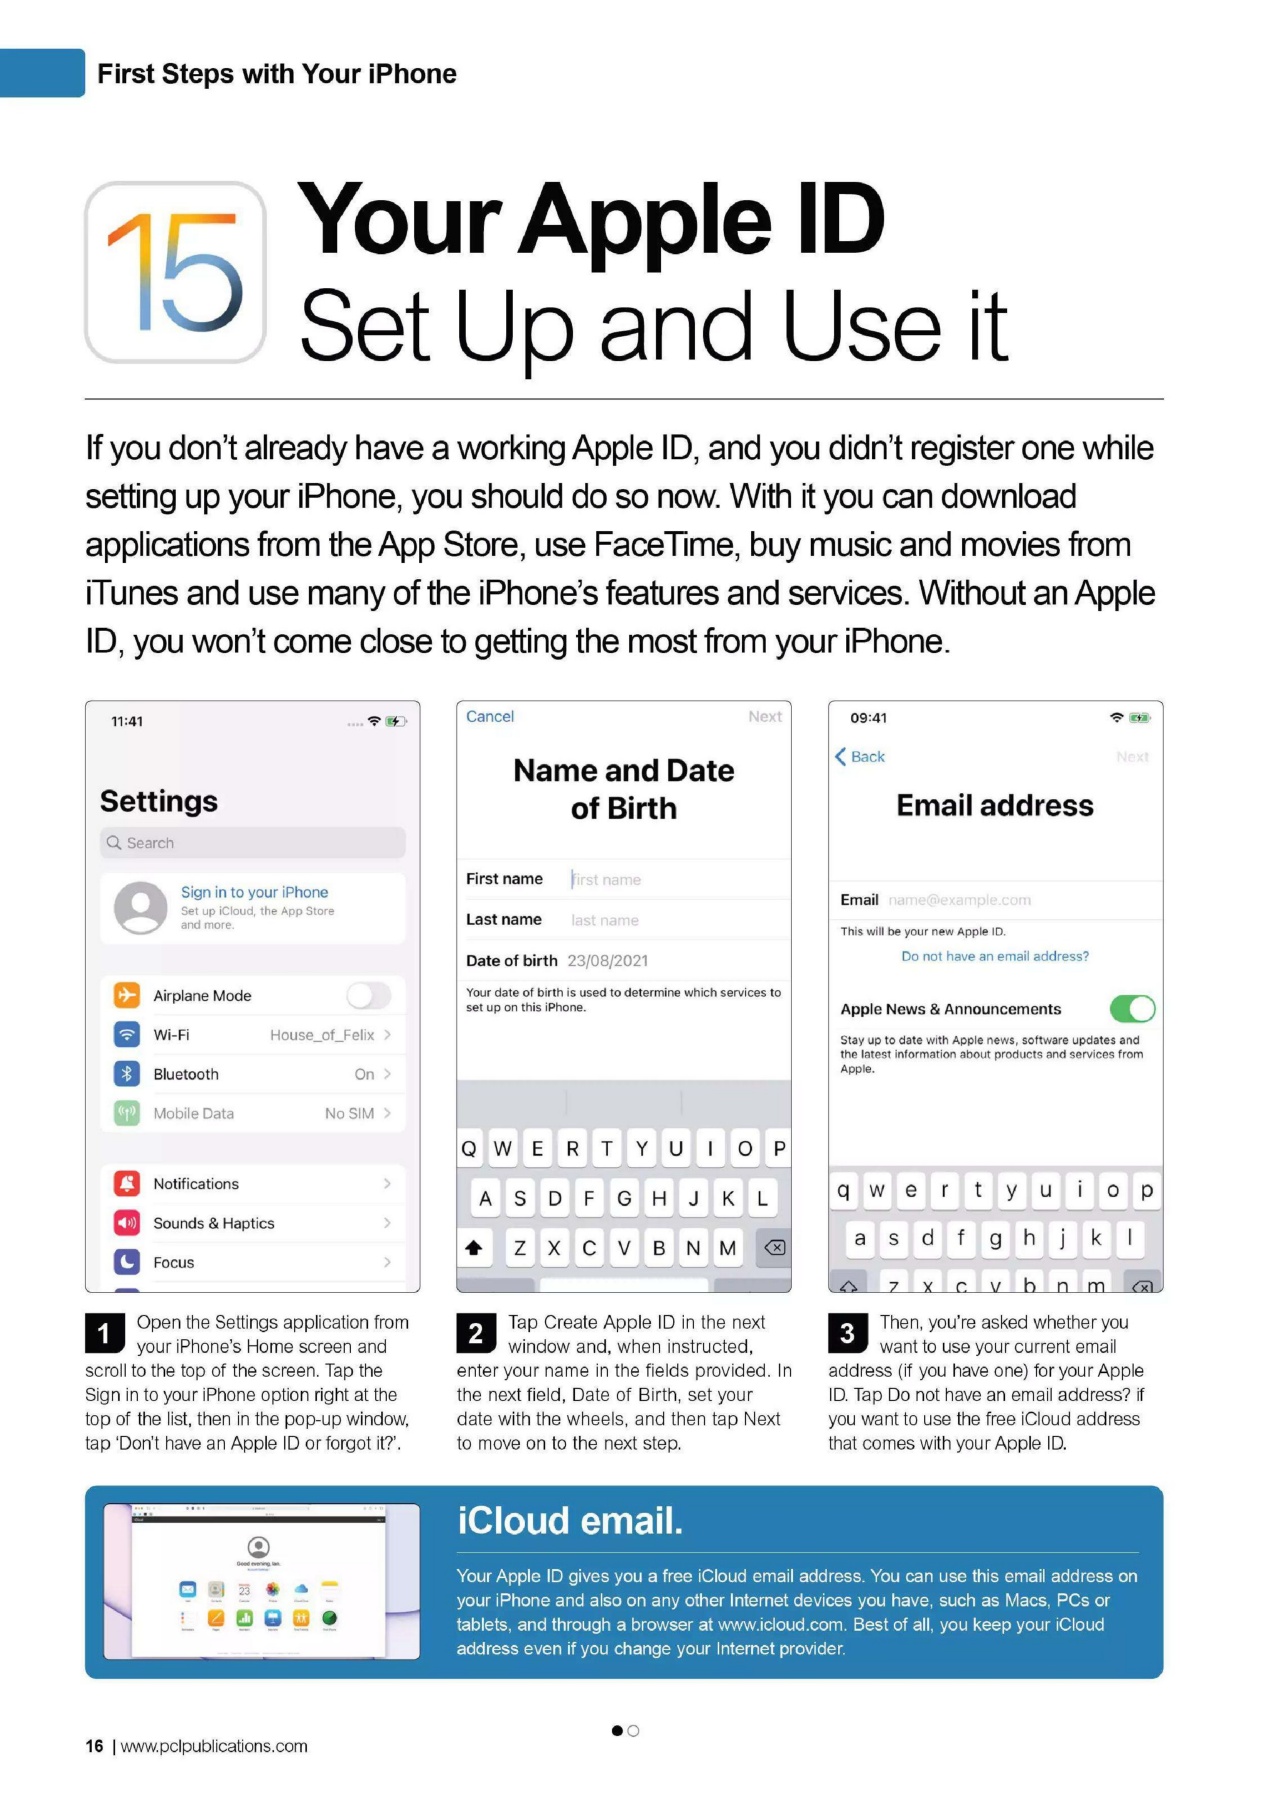 First Steps with Your iPhone
15
Your Apple ID
Set Up and Use it
If you don't already have a working Apple ID, and you didn't register one while
setting up your iPhone, you should do so now. With it you can download
applications from the App Store, use FaceTime, buy music and movies from
iTunes and use many of the iPhone's features and services. Without an Apple
ID, you won't come close to getting the most from your iPhone.
11:41
Settings
Search
Sign in to your iPhone
Set up iCloud, the App Store
and more.
Airplane Mode
Wi-Fi House_of_Felix >
Bluetooth On >
Mobile Data No SIM >
Notifications >
Sounds & Haptics >
Focus >
Cancel Next
Name and Date
of Birth
First name first name
Last name last name
Date of birth 23/08/2021
Your date of birth is used to determine which services to
set up on this iPhone.
Q W E R T Y U I O P
A S D F G H J K L
Z X C V B N M
09:41
Back Next
Email address
Email name@example.com
This will be your new Apple ID.
Do not have an email address?
Apple News & Announcements
Stay up to date with Apple news, software updates and
the latest information about products and services from
Apple.
q w e r t y u i o p
a s d f g h j k l
z x c v b n m
1 Open the Settings application from
your iPhone's Home screen and
scroll to the top of the screen. Tap the
Sign in to your iPhone option right at the
top of the list, then in the pop-up window,
tap 'Don't have an Apple ID or forgot it?'.
2 Tap Create Apple ID in the next
window and, when instructed,
enter your name in the fields provided. In
the next field, Date of Birth, set your
date with the wheels, and then tap Next
to move on to the next step.
3 Then, you're asked whether you
want to use your current email
address (if you have one) for your Apple
ID. Tap Do not have an email address? if
you want to use the free iCloud address
that comes with your Apple ID.
Good evening, Ian.
23
iCloud email.
Your Apple ID gives you a free iCloud email address. You can use this email address on
your iPhone and also on any other Internet devices you have, such as Macs, PCs or
tablets, and through a browser at www.icloud.com. Best of all, you keep your iCloud
address even if you change your Internet provider.
16 | www.pclpublications.com